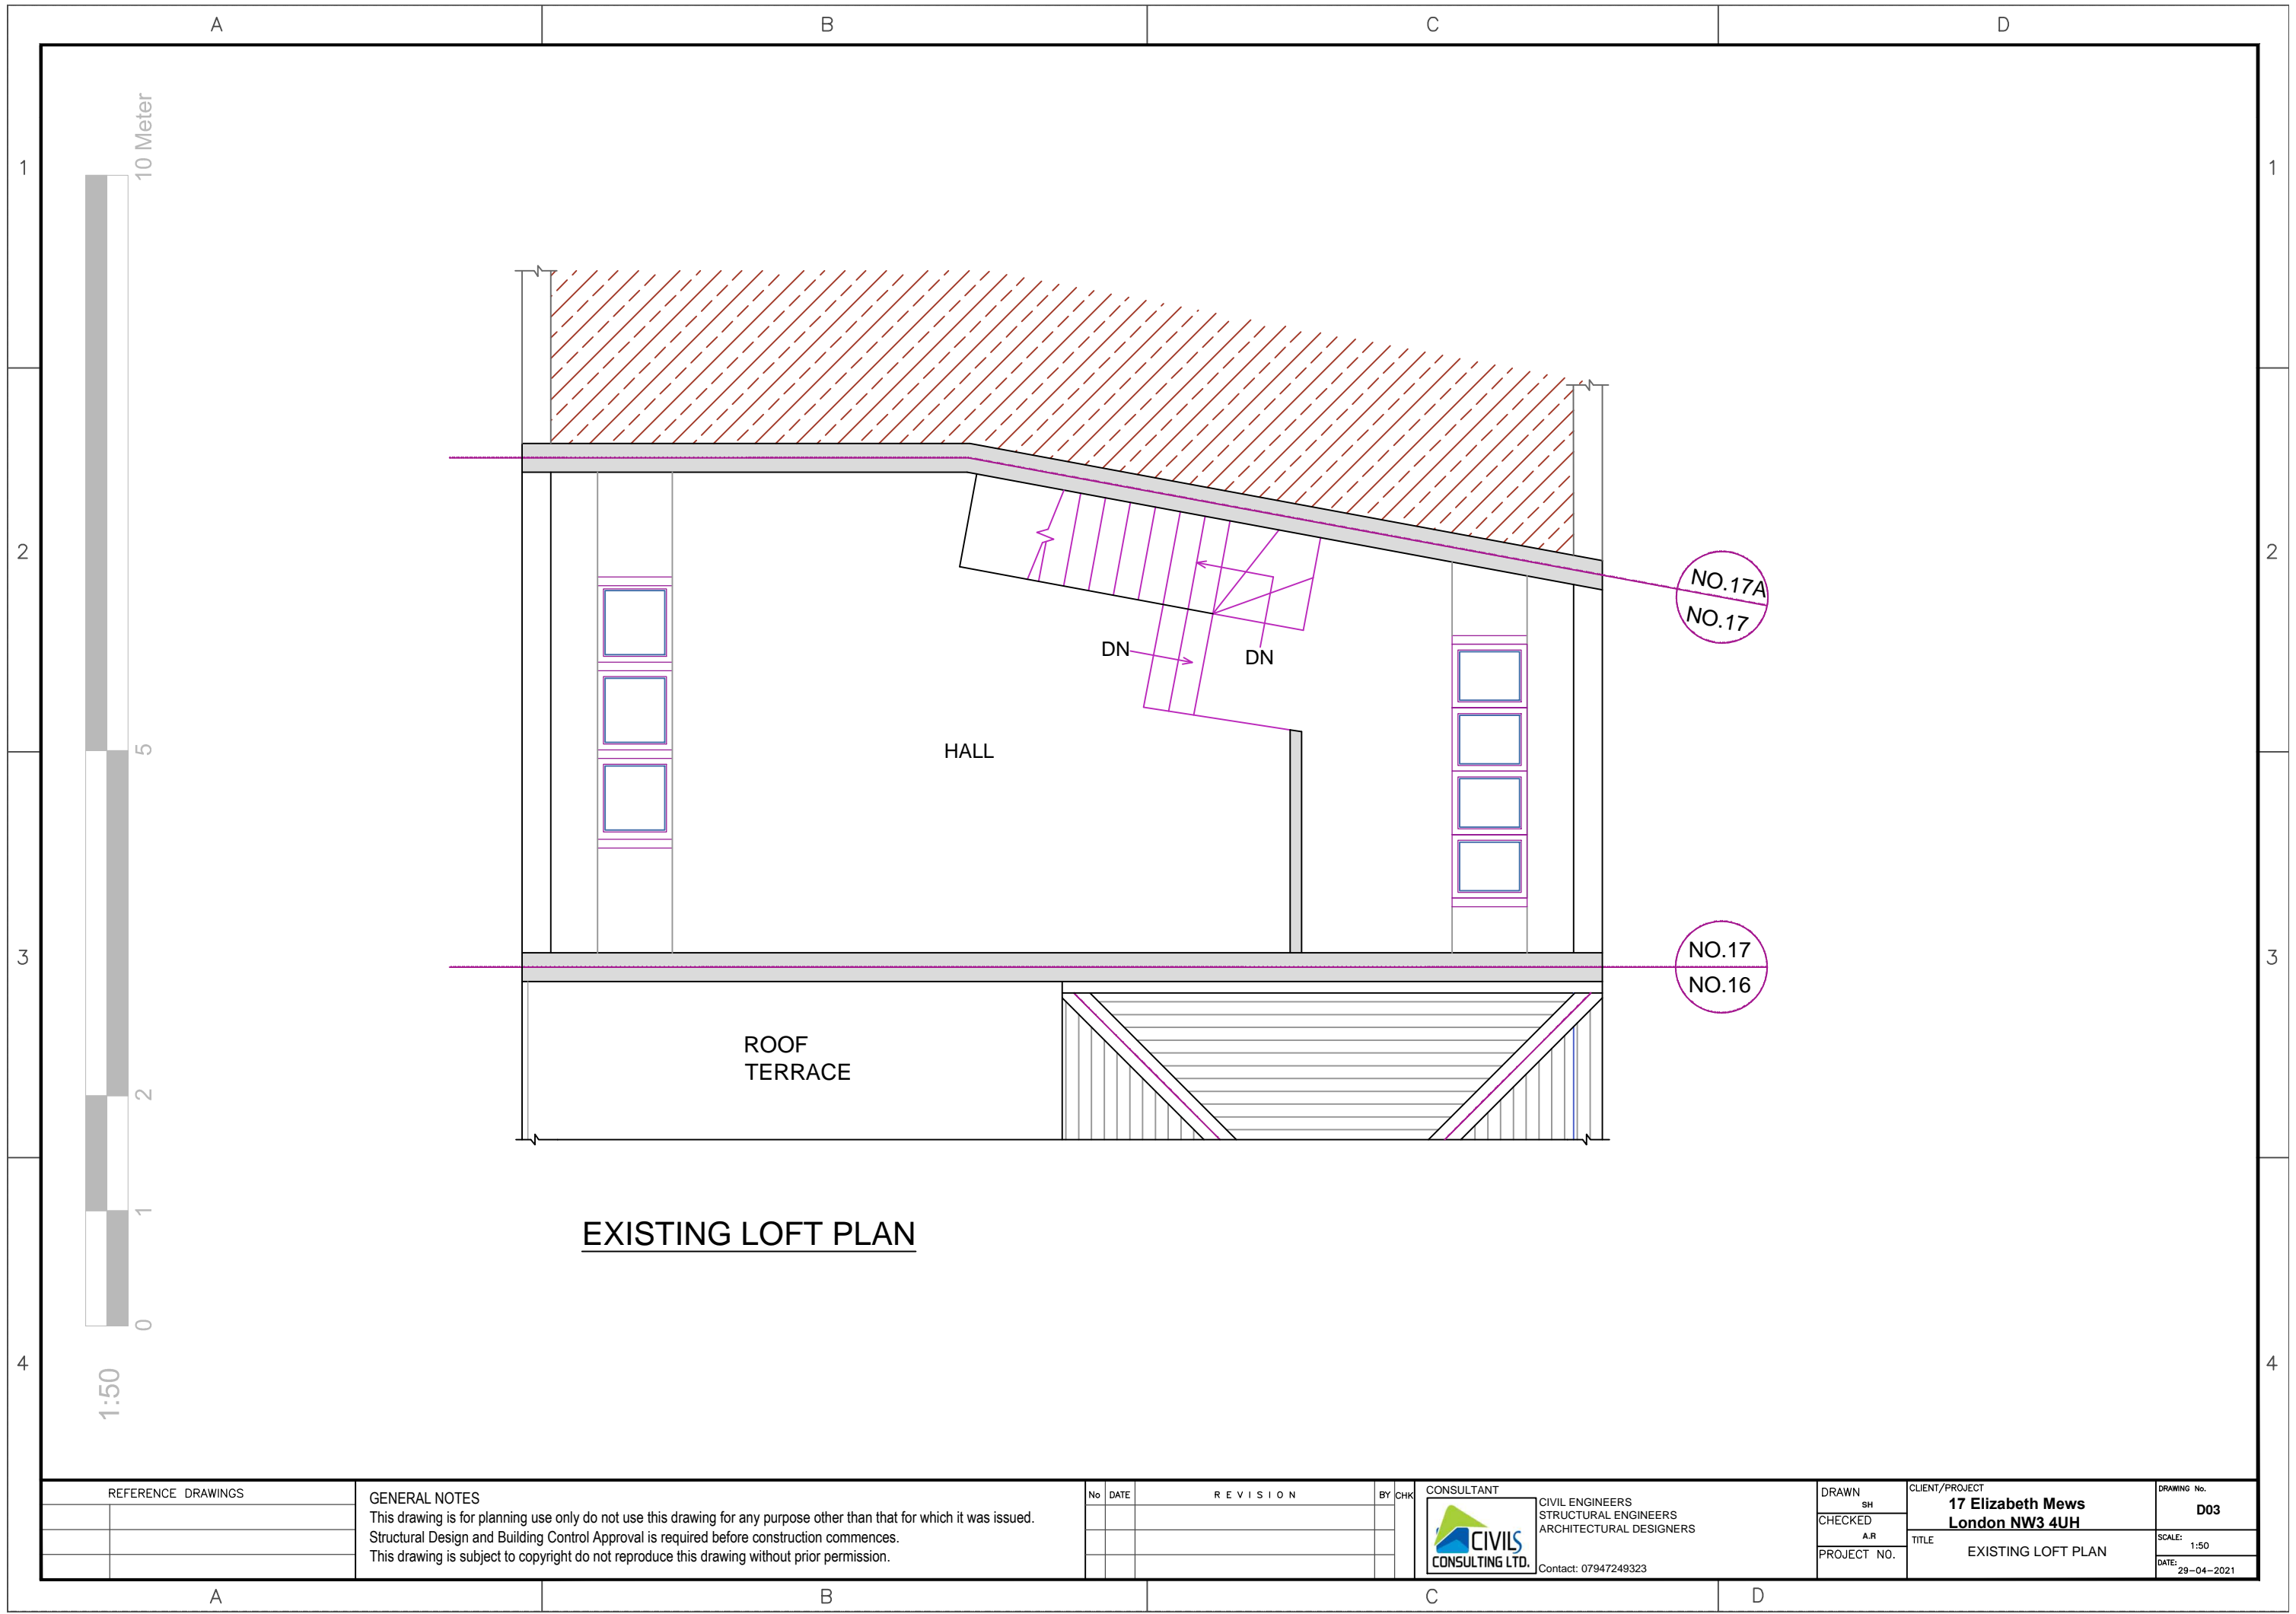 A B C D
10 Meter
1 1
2 2
NO.17A
NO.17
DN
DN
5
HALL
3 3
NO.17
NO.16
ROOF
TERRACE
2
1
EXISTING LOFT PLAN
0
4 4
1:50
REFERENCE DRAWINGS
GENERAL NOTES
This drawing is for planning use only do not use this drawing for any purpose other than that for which it was issued.
Structural Design and Building Control Approval is required before construction commences.
This drawing is subject to copyright do not reproduce this drawing without prior permission.
No DATE REVISION BY CHK
CONSULTANT
CIVILS
CONSULTING LTD.
CIVIL ENGINEERS
STRUCTURAL ENGINEERS
ARCHITECTURAL DESIGNERS
Contact: 07947249323
DRAWN
SH
CHECKED
A.R
PROJECT NO.
CLIENT/PROJECT
17 Elizabeth Mews
London NW3 4UH
TITLE
EXISTING LOFT PLAN
DRAWING No.
D03
SCALE:
1:50
DATE:
29-04-2021
A B C D